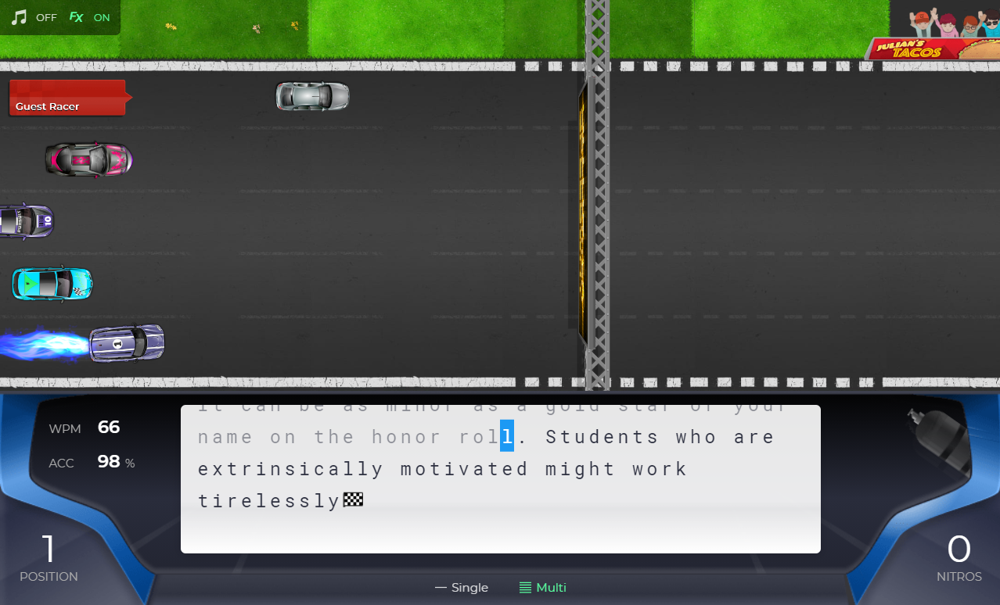 OFF FX ON
JULIAN'S
TACOS
Guest Racer
10
1
WPM 66
ACC 98 %
it can be as minor as a gold star or your
name on the honor roll. Students who are
extrinsically motivated might work
tirelessly
1
POSITION
0
NITROS
Single Multi